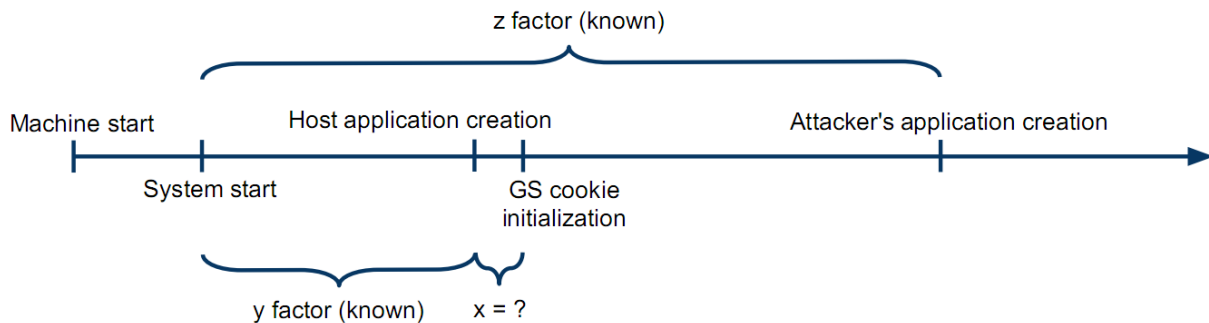 z factor (known)
Machine start
Host application creation
Attacker's application creation
System start
GS cookie
initialization
y factor (known)
x = ?